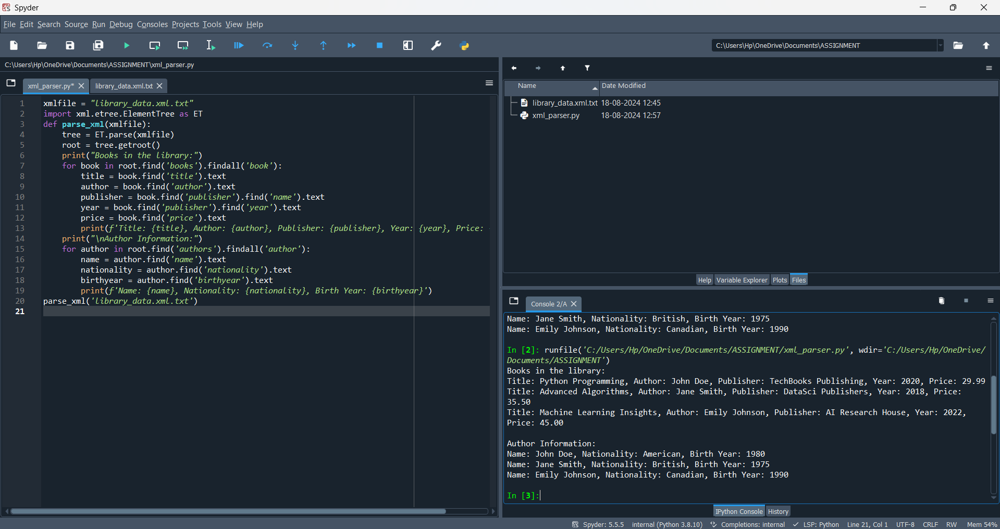 Spyder
File Edit Search Source Run Debug Consoles Projects Tools View Help
C:\Users\Hp\OneDrive\Documents\ASSIGNMENT
C:\Users\Hp\OneDrive\Documents\ASSIGNMENT\xml_parser.py
xml_parser.py* library_data.xml.txt
1 xmlfile = "library_data.xml.txt"
2 import xml.etree.ElementTree as ET
3 def parse_xml(xmlfile):
4     tree = ET.parse(xmlfile)
5     root = tree.getroot()
6     print("Books in the library:")
7     for book in root.find('books').findall('book'):
8         title = book.find('title').text
9         author = book.find('author').text
10         publisher = book.find('publisher').find('name').text
11         year = book.find('publisher').find('year').text
12         price = book.find('price').text
13         print(f'Title: {title}, Author: {author}, Publisher: {publisher}, Year: {year}, Price:
14     print("\nAuthor Information:")
15     for author in root.find('authors').findall('author'):
16         name = author.find('name').text
17         nationality = author.find('nationality').text
18         birthyear = author.find('birthyear').text
19         print(f'Name: {name}, Nationality: {nationality}, Birth Year: {birthyear}')
20 parse_xml('library_data.xml.txt')
21
Name Date Modified
library_data.xml.txt 18-08-2024 12:45
xml_parser.py 18-08-2024 12:57
Help Variable Explorer Plots Files
Console 2/A
Name: Jane Smith, Nationality: British, Birth Year: 1975
Name: Emily Johnson, Nationality: Canadian, Birth Year: 1990
In [2]: runfile('C:/Users/Hp/OneDrive/Documents/ASSIGNMENT/xml_parser.py', wdir='C:/Users/Hp/OneDrive/
Documents/ASSIGNMENT')
Books in the library:
Title: Python Programming, Author: John Doe, Publisher: TechBooks Publishing, Year: 2020, Price: 29.99
Title: Advanced Algorithms, Author: Jane Smith, Publisher: DataSci Publishers, Year: 2018, Price:
35.50
Title: Machine Learning Insights, Author: Emily Johnson, Publisher: AI Research House, Year: 2022,
Price: 45.00
Author Information:
Name: John Doe, Nationality: American, Birth Year: 1980
Name: Jane Smith, Nationality: British, Birth Year: 1975
Name: Emily Johnson, Nationality: Canadian, Birth Year: 1990
In [3]:
IPython Console History
Spyder: 5.5.5 internal (Python 3.8.10) Completions: internal LSP: Python Line 21, Col 1 UTF-8 CRLF RW Mem 54%